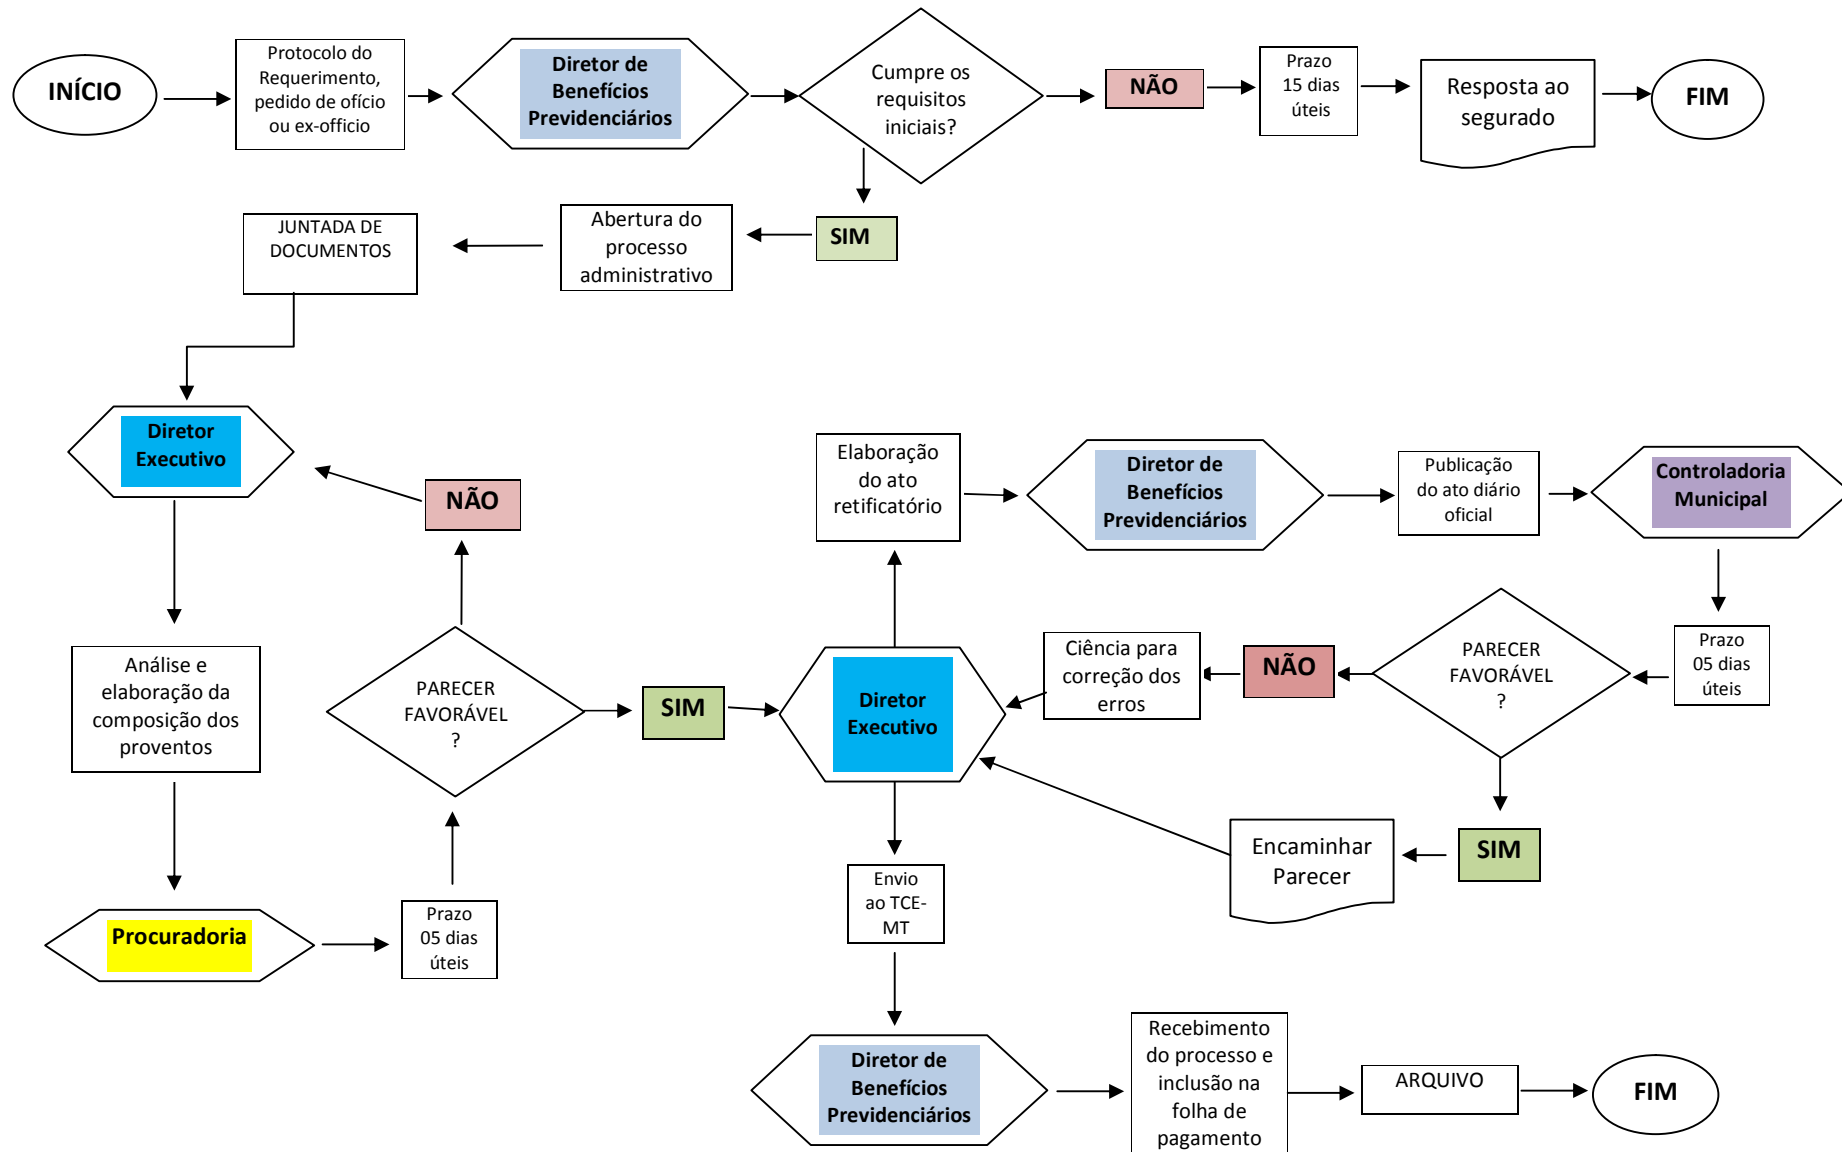 INÍCIO
Protocolo do
Requerimento,
pedido de ofício
ou ex-officio
Diretor de
Benefícios
Previdenciários
Cumpre os
requisitos
iniciais?
NÃO
Prazo
15 dias
úteis
Resposta ao
segurado
FIM
SIM
Abertura do
processo
administrativo
JUNTADA DE
DOCUMENTOS
Diretor
Executivo
Análise e
elaboração da
composição dos
proventos
Procuradoria
Prazo
05 dias
úteis
PARECER
FAVORÁVEL
?
NÃO
SIM
Diretor
Executivo
Elaboração
do ato
retificatório
Diretor de
Benefícios
Previdenciários
Publicação
do ato diário
oficial
Controladoria
Municipal
Prazo
05 dias
úteis
PARECER
FAVORÁVEL
?
NÃO
Ciência para
correção dos
erros
SIM
Encaminhar
Parecer
Envio
ao TCE-
MT
Diretor de
Benefícios
Previdenciários
Recebimento
do processo e
inclusão na
folha de
pagamento
ARQUIVO
FIM